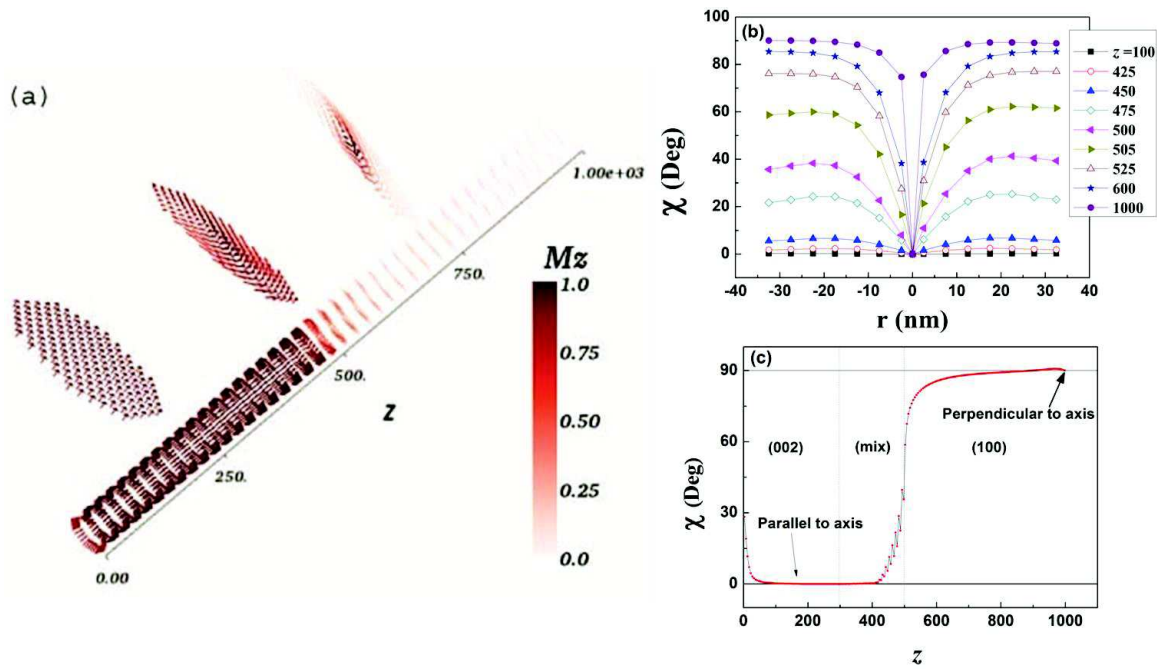 (a)
1.00e+03
750.
500.
250.
0.00
z
Mz
1.0
0.75
0.50
0.25
0.0
(b)
100
80
60
40
20
0
χ (Deg)
-40 -30 -20 -10 0 10 20 30 40
r (nm)
z =100
425
450
475
500
505
525
600
1000
(c)
90
60
30
0
χ (Deg)
Perpendicular to axis
(002) (mix) (100)
Parallel to axis
0 200 400 600 800 1000
z